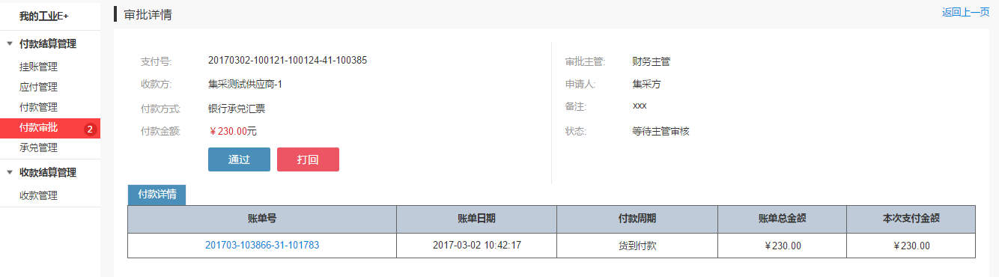 我的工业E+
付款结算管理
挂账管理
应付管理
付款管理
付款审批 2
承兑管理
收款结算管理
收款管理
审批详情 返回上一页
支付号: 20170302-100121-100124-41-100385
收款方: 集采测试供应商-1
付款方式: 银行承兑汇票
付款金额: ￥230.00元
通过 打回
审批主管: 财务主管
申请人: 集采方
备注: xxx
状态: 等待主管审核
付款详情
账单号 账单日期 付款周期 账单总金额 本次支付金额
201703-103866-31-101783 2017-03-02 10:42:17 货到付款 ￥230.00 ￥230.00